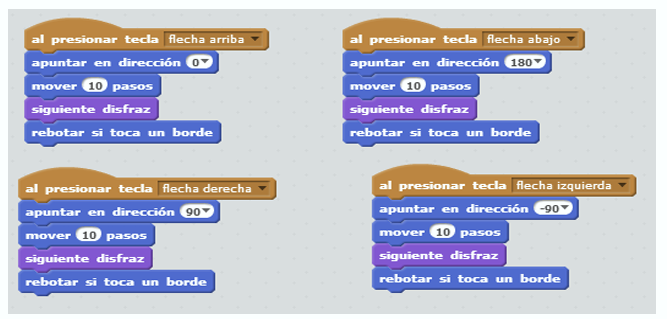 al presionar tecla flecha arriba
apuntar en dirección 0
mover 10 pasos
siguiente disfraz
rebotar si toca un borde
al presionar tecla flecha abajo
apuntar en dirección 180
mover 10 pasos
siguiente disfraz
rebotar si toca un borde
al presionar tecla flecha derecha
apuntar en dirección 90
mover 10 pasos
siguiente disfraz
rebotar si toca un borde
al presionar tecla flecha izquierda
apuntar en dirección -90
mover 10 pasos
siguiente disfraz
rebotar si toca un borde